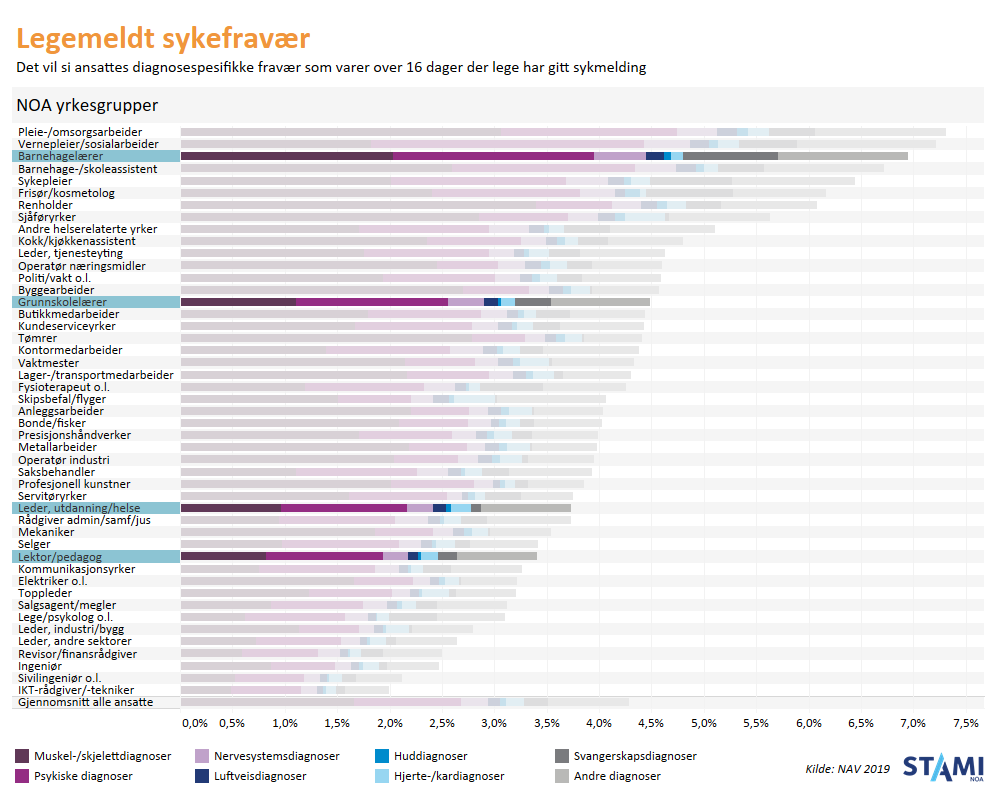 Legemeldt sykefravær
Det vil si ansattes diagnosespesifikke fravær som varer over 16 dager der lege har gitt sykmelding
NOA yrkesgrupper
Pleie-/omsorgsarbeider
Vernepleier/sosialarbeider
Barnehagelærer
Barnehage-/skoleassistent
Sykepleier
Frisør/kosmetolog
Renholder
Sjåføryrker
Andre helserelaterte yrker
Kokk/kjøkkenassistent
Leder, tjenesteyting
Operatør næringsmidler
Politi/vakt o.l.
Byggearbeider
Grunnskolelærer
Butikkmedarbeider
Kundeserviceyrker
Tømrer
Kontormedarbeider
Vaktmester
Lager-/transportmedarbeider
Fysioterapeut o.l.
Skipsbefal/flyger
Anleggsarbeider
Bonde/fisker
Presisjonshåndverker
Metallarbeider
Operatør industri
Saksbehandler
Profesjonell kunstner
Servitøryrker
Leder, utdanning/helse
Rådgiver admin/samf/jus
Mekaniker
Selger
Lektor/pedagog
Kommunikasjonsyrker
Elektriker o.l.
Toppleder
Salgsagent/megler
Lege/psykolog o.l.
Leder, industri/bygg
Leder, andre sektorer
Revisor/finansrådgiver
Ingeniør
Sivilingeniør o.l.
IKT-rådgiver/-tekniker
Gjennomsnitt alle ansatte
0,0% 0,5% 1,0% 1,5% 2,0% 2,5% 3,0% 3,5% 4,0% 4,5% 5,0% 5,5% 6,0% 6,5% 7,0% 7,5%
Muskel-/skjelettdiagnoser Nervesystemsdiagnoser Huddiagnoser Svangerskapsdiagnoser
Psykiske diagnoser Luftveisdiagnoser Hjerte-/kardiagnoser Andre diagnoser
Kilde: NAV 2019
STAMI
NOA